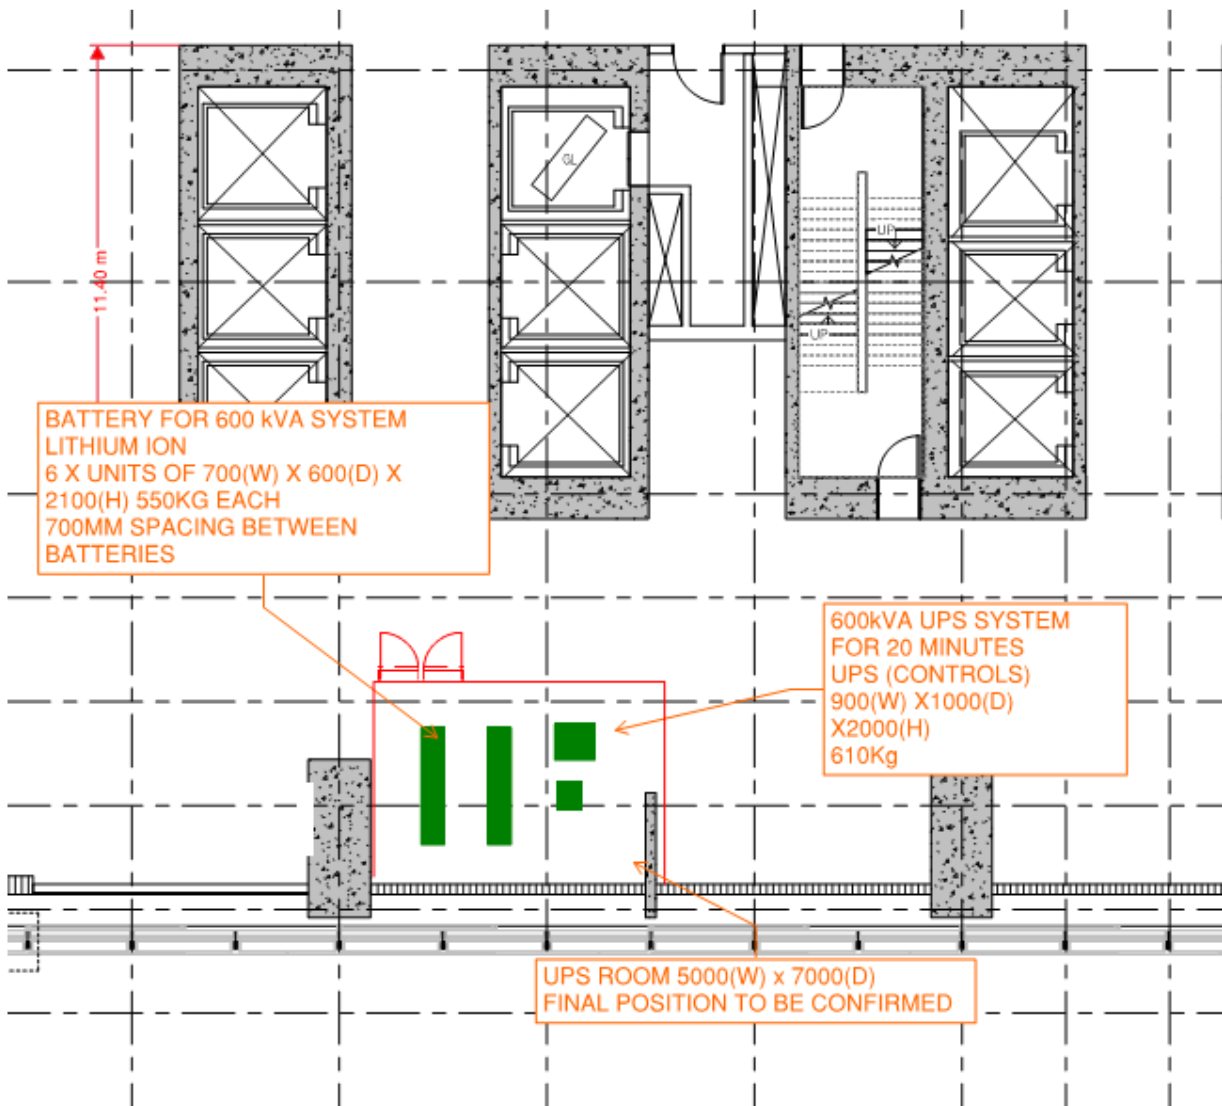 GL
UP
11.40 m
UP
BATTERY FOR 600 kVA SYSTEM
LITHIUM ION
6 X UNITS OF 700(W) X 600(D) X
2100(H) 550KG EACH
700MM SPACING BETWEEN
BATTERIES
600kVA UPS SYSTEM
FOR 20 MINUTES
UPS (CONTROLS)
900(W) X1000(D)
X2000(H)
610Kg
UPS ROOM 5000(W) x 7000(D)
FINAL POSITION TO BE CONFIRMED